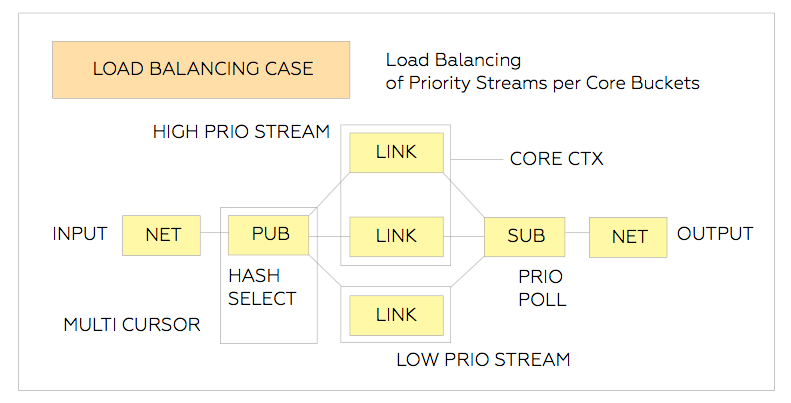 LOAD BALANCING CASE
Load Balancing
of Priority Streams per Core Buckets
HIGH PRIO STREAM
LINK
CORE CTX
INPUT
NET
PUB
LINK
SUB
NET
OUTPUT
HASH
SELECT
PRIO
POLL
MULTI CURSOR
LINK
LOW PRIO STREAM